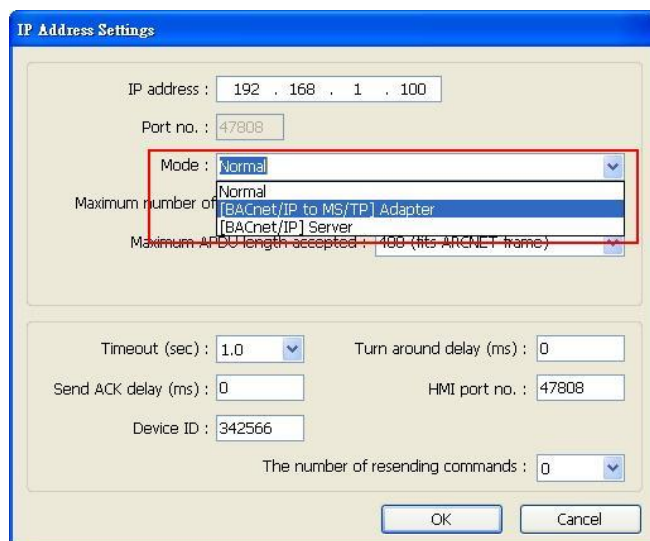 IP Address Settings
IP address : 192 . 168 . 1 . 100
Port no. : 47808
Mode : Normal
Normal
Maximum number of
[BACnet/IP to MS/TP] Adapter
[BACnet/IP] Server
Maximum APDU length accepted : 480 (fits ARCNET frame)
Timeout (sec) : 1.0
Turn around delay (ms) : 0
Send ACK delay (ms) : 0
HMI port no. : 47808
Device ID : 342566
The number of resending commands : 0
OK
Cancel